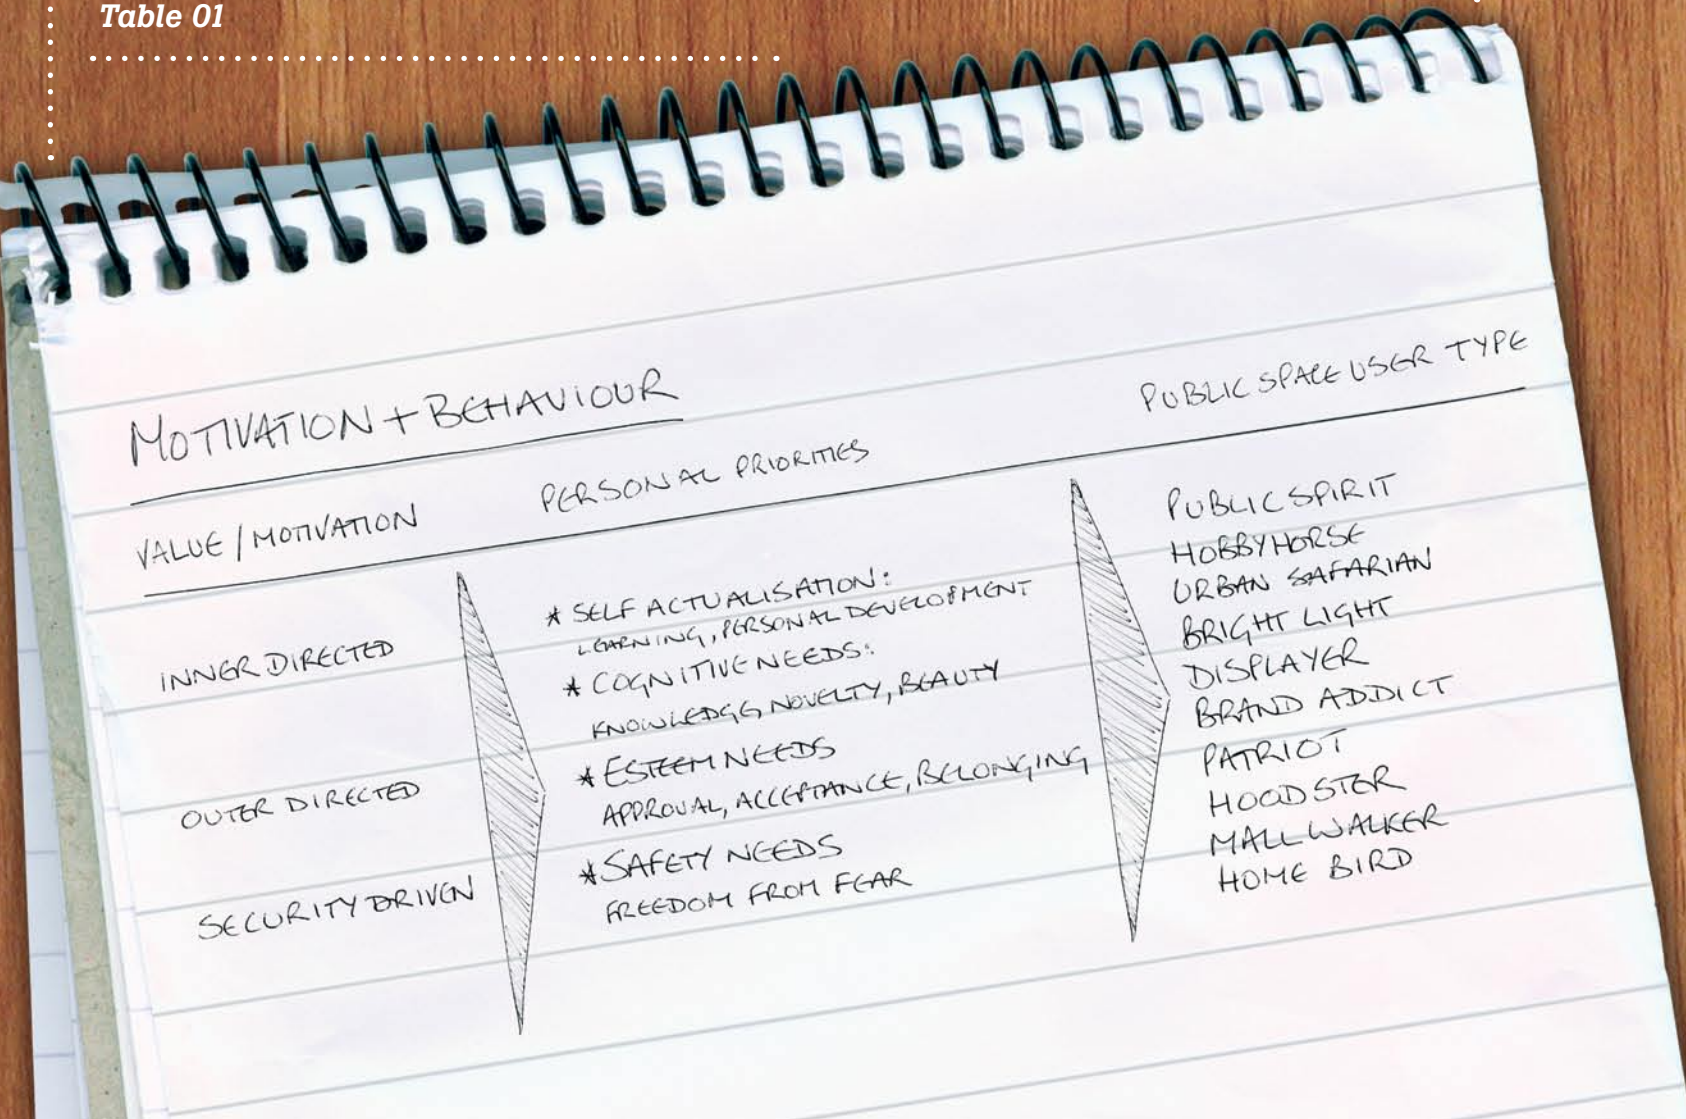 Table 01
MOTIVATION + BEHAVIOUR
VALUE / MOTIVATION
PERSONAL PRIORITIES
PUBLIC SPACE USER TYPE
INNER DIRECTED
OUTER DIRECTED
SECURITY DRIVEN
* SELF ACTUALISATION:
LEARNING, PERSONAL DEVELOPMENT
* COGNITIVE NEEDS:
KNOWLEDGE, NOVELTY, BEAUTY
* ESTEEM NEEDS
APPROVAL, ACCEPTANCE, BELONGING
* SAFETY NEEDS
FREEDOM FROM FEAR
PUBLIC SPIRIT
HOBBYHORSE
URBAN SAFARIAN
BRIGHT LIGHT
DISPLAYER
BRAND ADDICT
PATRIOT
HOODSTER
MALL WALKER
HOME BIRD